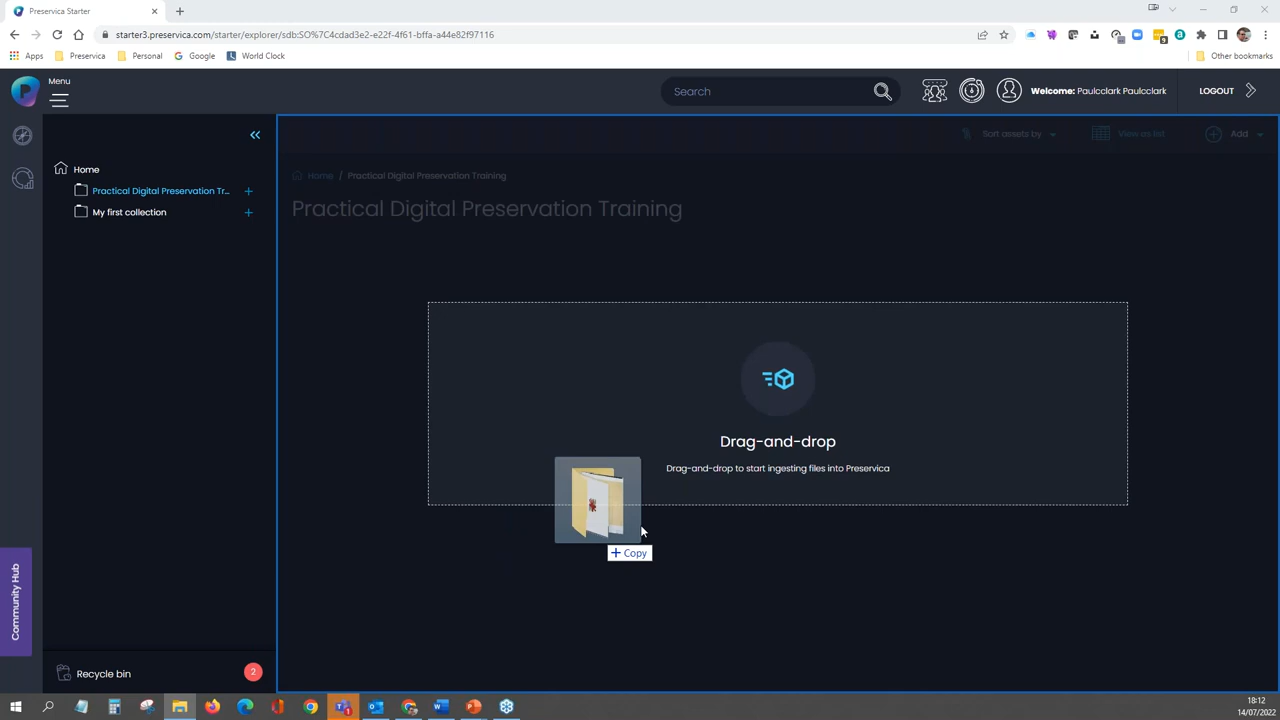 Preservica Starter
starter3.preservica.com/starter/explorer/sdb:SO%7C4cdad3e2-e22f-4f61-bffa-a44e82f97116
Apps Preservica Personal Google World Clock Other bookmarks
Menu
Search
Welcome: Paulcclark Paulcclark
LOGOUT
Sort assets by View as list Add
Home
Home / Practical Digital Preservation Training
Practical Digital Preservation Tr...
My first collection
Practical Digital Preservation Training
Drag-and-drop
Drag-and-drop to start ingesting files into Preservica
+ Copy
Community Hub
Recycle bin 2
18:12
14/07/2022